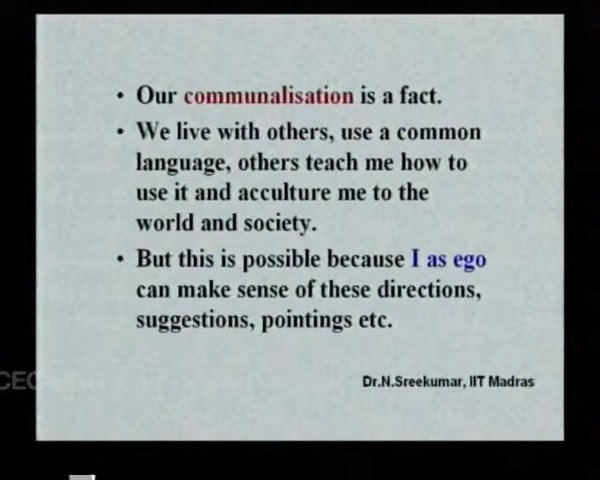 • Our communalisation is a fact.
• We live with others, use a common
language, others teach me how to
use it and acculture me to the
world and society.
• But this is possible because I as ego
can make sense of these directions,
suggestions, pointings etc.
CEC
Dr.N.Sreekumar, IIT Madras